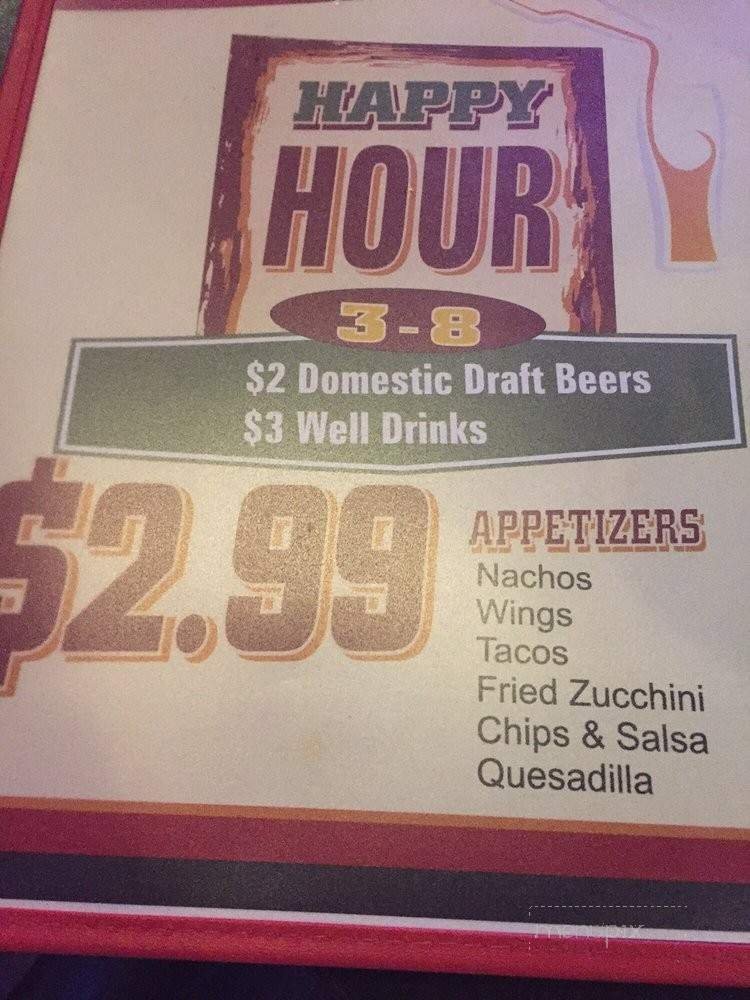 HAPPY
HOUR
3-8
$2 Domestic Draft Beers
$3 Well Drinks
$2.99
APPETIZERS
Nachos
Wings
Tacos
Fried Zucchini
Chips & Salsa
Quesadilla
menupix